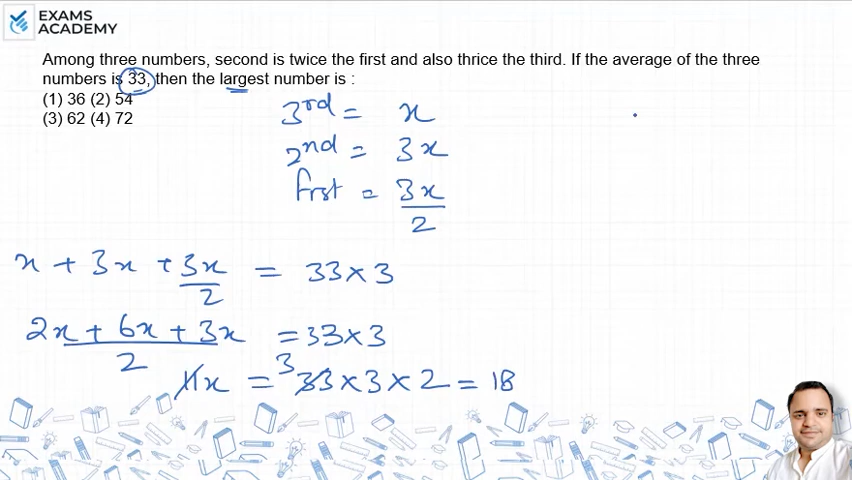 EXAMS
ACADEMY
Among three numbers, second is twice the first and also thrice the third. If the average of the three
numbers is 33, then the largest number is :
(1) 36 (2) 54
(3) 62 (4) 72
3rd = x
2nd = 3x
first = 3x/2
x + 3x + 3x/2 = 33×3
2x + 6x + 3x / 2 = 33×3
11x = 3 33×3×2 = 18